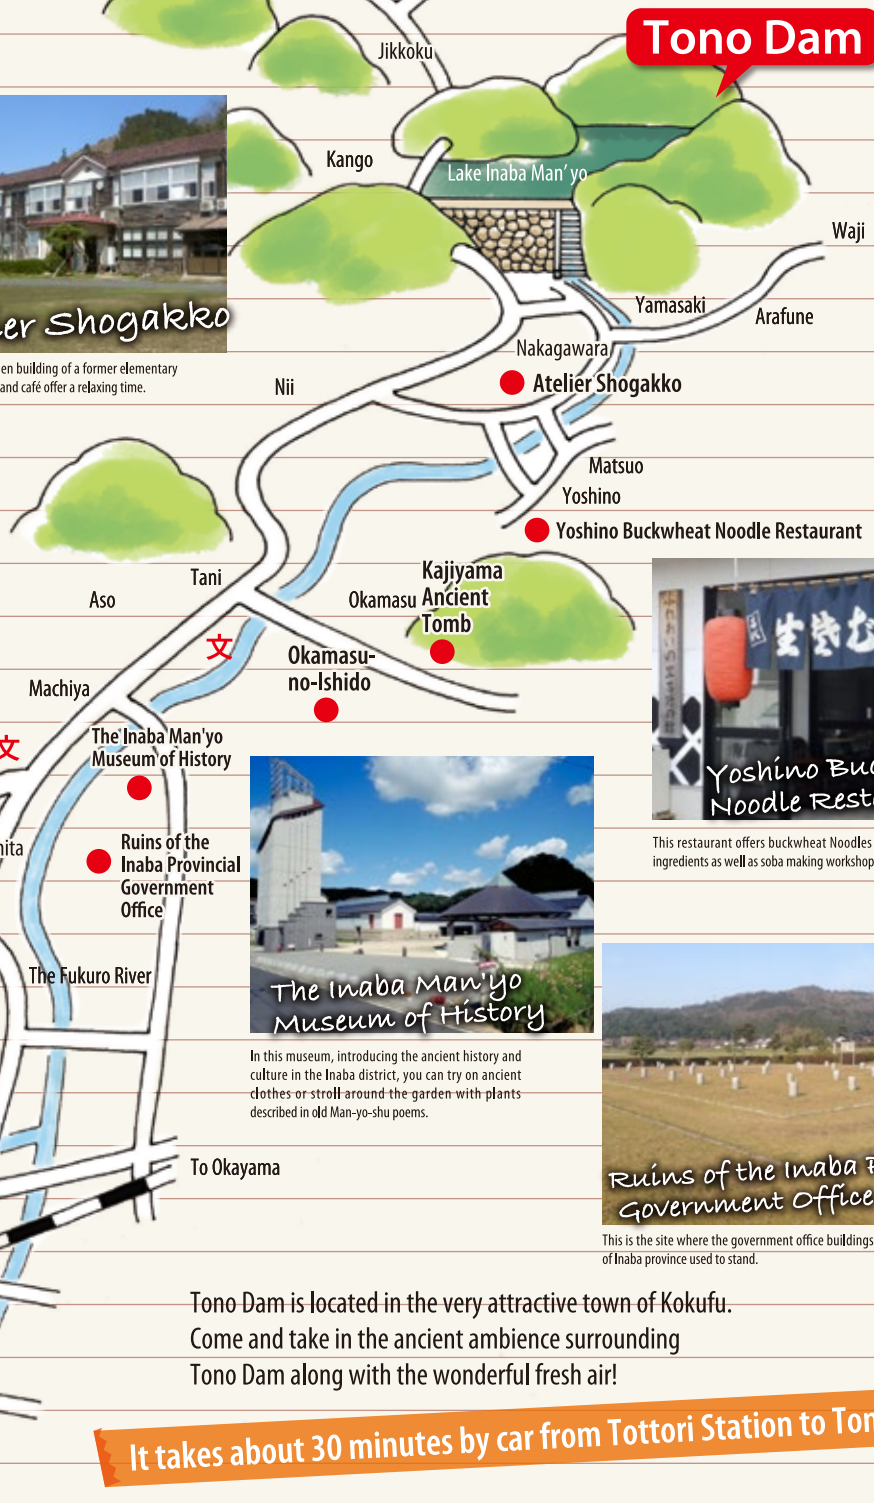 Tono Dam
Jikkoku
Kango
Lake Inaba Man'yo
Waji
Yamasaki
Arafune
er Shogakko
en building of a former elementary
and café offer a relaxing time.
Nakagawara
Nii
Atelier Shogakko
Matsuo
Yoshino
Yoshino Buckwheat Noodle Restaurant
Kajiyama
Ancient
Tomb
Tani
Aso
Okamasu
文
Okamasu-
no-Ishido
Machiya
文
The Inaba Man'yo
Museum of History
Yoshino Buc
Noodle Rest
This restaurant offers buckwheat Noodles
ingredients as well as soba making workshop
Ruins of the
Inaba Provincial
Government
Office
The Fukuro River
The Inaba Man'yo
Museum of History
In this museum, introducing the ancient history and
culture in the Inaba district, you can try on ancient
clothes or stroll around the garden with plants
described in old Man-yo-shu poems.
To Okayama
Ruins of the Inaba
Government Office
This is the site where the government office buildings
of Inaba province used to stand.
Tono Dam is located in the very attractive town of Kokufu.
Come and take in the ancient ambience surrounding
Tono Dam along with the wonderful fresh air!
It takes about 30 minutes by car from Tottori Station to Ton